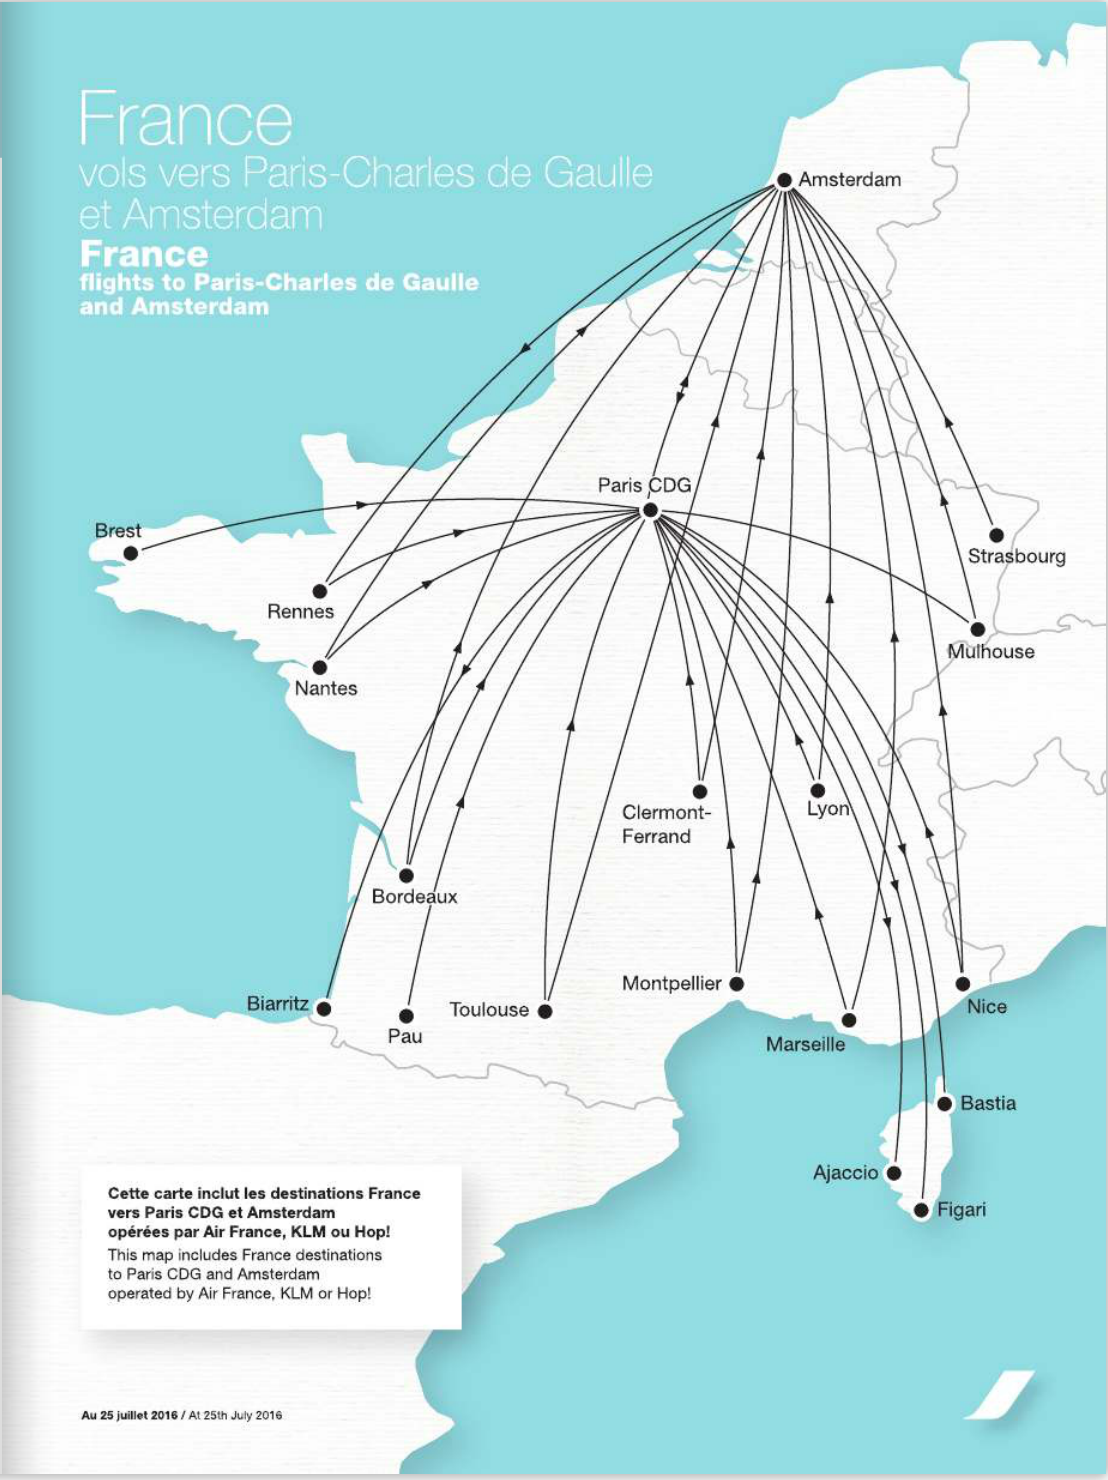 France
vols vers Paris-Charles de Gaulle
et Amsterdam
France
flights to Paris-Charles de Gaulle
and Amsterdam
Amsterdam
Paris CDG
Brest
Strasbourg
Rennes
Mulhouse
Nantes
Clermont-
Ferrand
Lyon
Bordeaux
Montpellier
Biarritz
Toulouse
Nice
Pau
Marseille
Bastia
Ajaccio
Figari
Cette carte inclut les destinations France
vers Paris CDG et Amsterdam
opérées par Air France, KLM ou Hop!
This map includes France destinations
to Paris CDG and Amsterdam
operated by Air France, KLM or Hop!
Au 25 juillet 2016 / At 25th July 2016